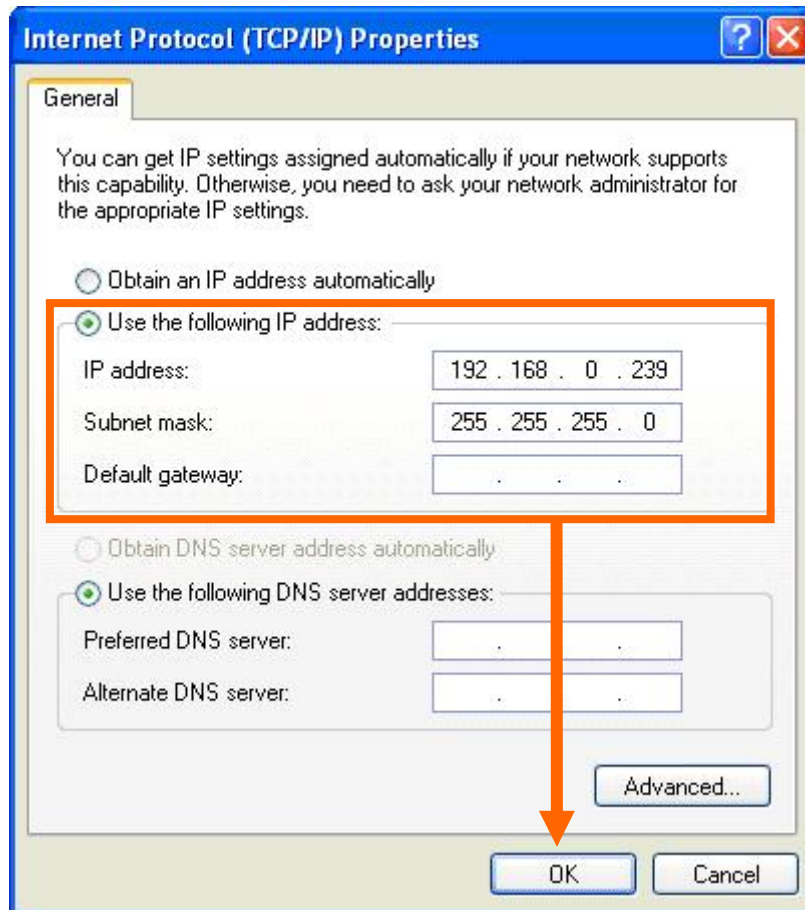 Internet Protocol (TCP/IP) Properties
General
You can get IP settings assigned automatically if your network supports
this capability. Otherwise, you need to ask your network administrator for
the appropriate IP settings.
Obtain an IP address automatically
Use the following IP address:
IP address: 192 . 168 . 0 . 239
Subnet mask: 255 . 255 . 255 . 0
Default gateway: . . .
Obtain DNS server address automatically
Use the following DNS server addresses:
Preferred DNS server: . .
Alternate DNS server: . .
Advanced...
OK Cancel